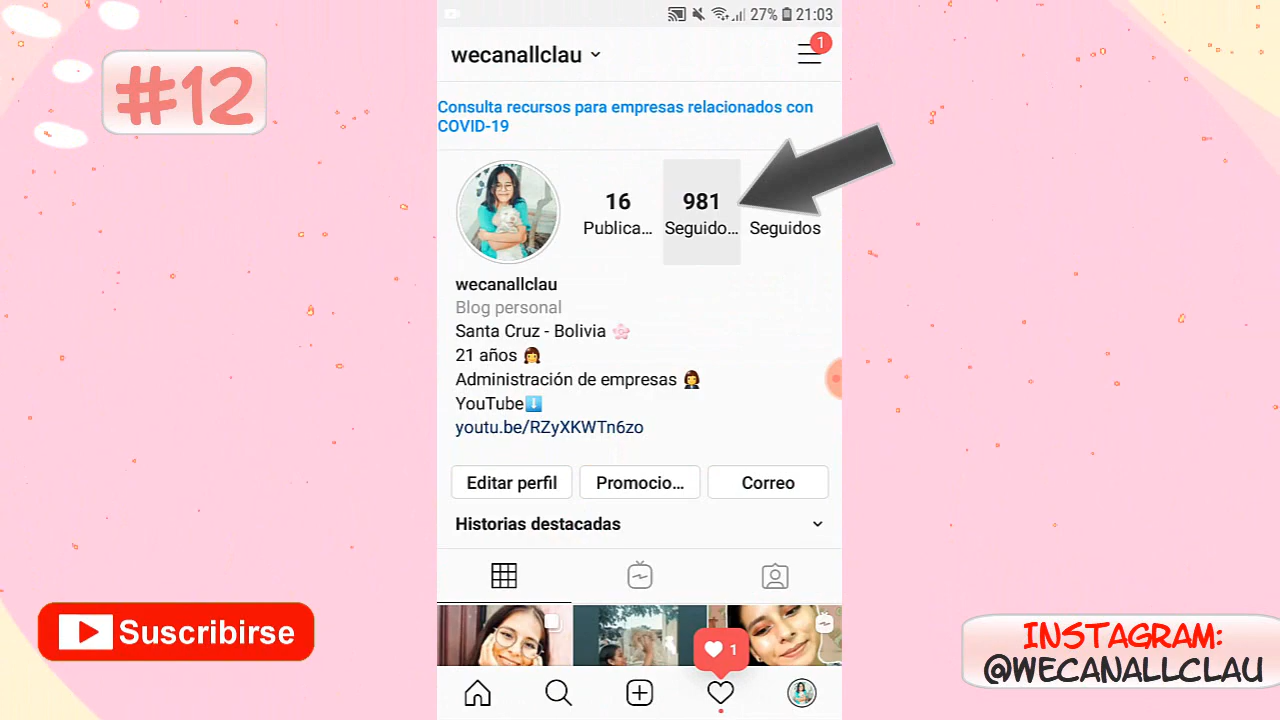 #12
27% 21:03
wecanallclau
1
Consulta recursos para empresas relacionados con
COVID-19
16
981
Publica...
Seguido...
Seguidos
wecanallclau
Blog personal
Santa Cruz - Bolivia 🌸
21 años 👩
Administración de empresas 👩‍💼
YouTube⬇️
youtu.be/RZyXKWTn6zo
Editar perfil
Promocio...
Correo
Historias destacadas
1
Suscribirse
INSTAGRAM:
@WECANALLCLAU